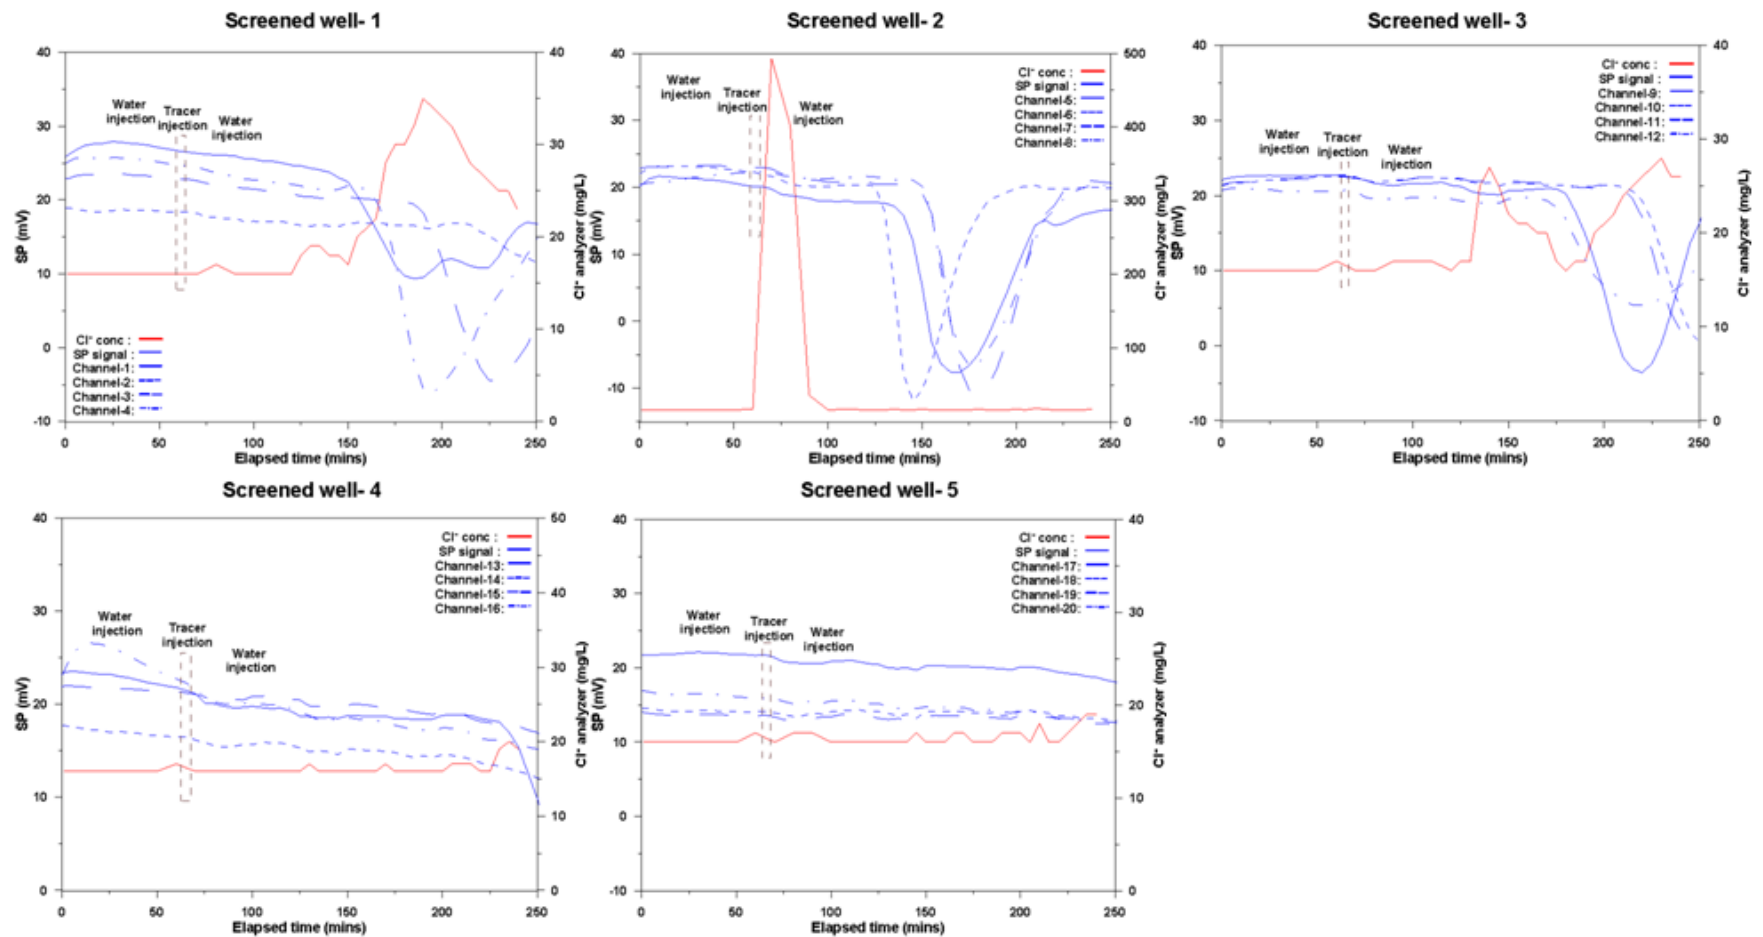 Screened well- 1
40
30
20
10
0
-10
SP (mV)
Water
injection
Tracer
injection
Water
injection
Cl⁻ conc :
SP signal :
Channel-1:
Channel-2:
Channel-3:
Channel-4:
40
30
20
10
0
Cl⁻ analyzer (mg/L)
0 50 100 150 200 250
Elapsed time (mins)
Screened well- 2
40
30
20
10
0
-10
SP (mV)
Water
injection
Tracer
injection
Water
injection
Cl⁻ conc :
SP signal :
Channel-5:
Channel-6:
Channel-7:
Channel-8:
500
400
300
200
100
0
Cl⁻ analyzer (mg/L)
0 50 100 150 200 250
Elapsed time (mins)
Screened well- 3
40
30
20
10
0
-10
SP (mV)
Water
injection
Tracer
injection
Water
injection
Cl⁻ conc :
SP signal :
Channel-9:
Channel-10:
Channel-11:
Channel-12:
40
30
20
10
0
Cl⁻ analyzer (mg/L)
0 50 100 150 200 250
Elapsed time (mins)
Screened well- 4
40
30
20
10
0
SP (mV)
Water
injection
Tracer
injection
Water
injection
Cl⁻ conc :
SP signal :
Channel-13:
Channel-14:
Channel-15:
Channel-16:
50
40
30
20
10
0
Cl⁻ analyzer (mg/L)
0 50 100 150 200 250
Elapsed time (mins)
Screened well- 5
40
30
20
10
0
-10
SP (mV)
Water
injection
Tracer
injection
Water
injection
Cl⁻ conc :
SP signal :
Channel-17:
Channel-18:
Channel-19:
Channel-20:
40
30
20
10
0
Cl⁻ analyzer (mg/L)
0 50 100 150 200 250
Elapsed time (mins)